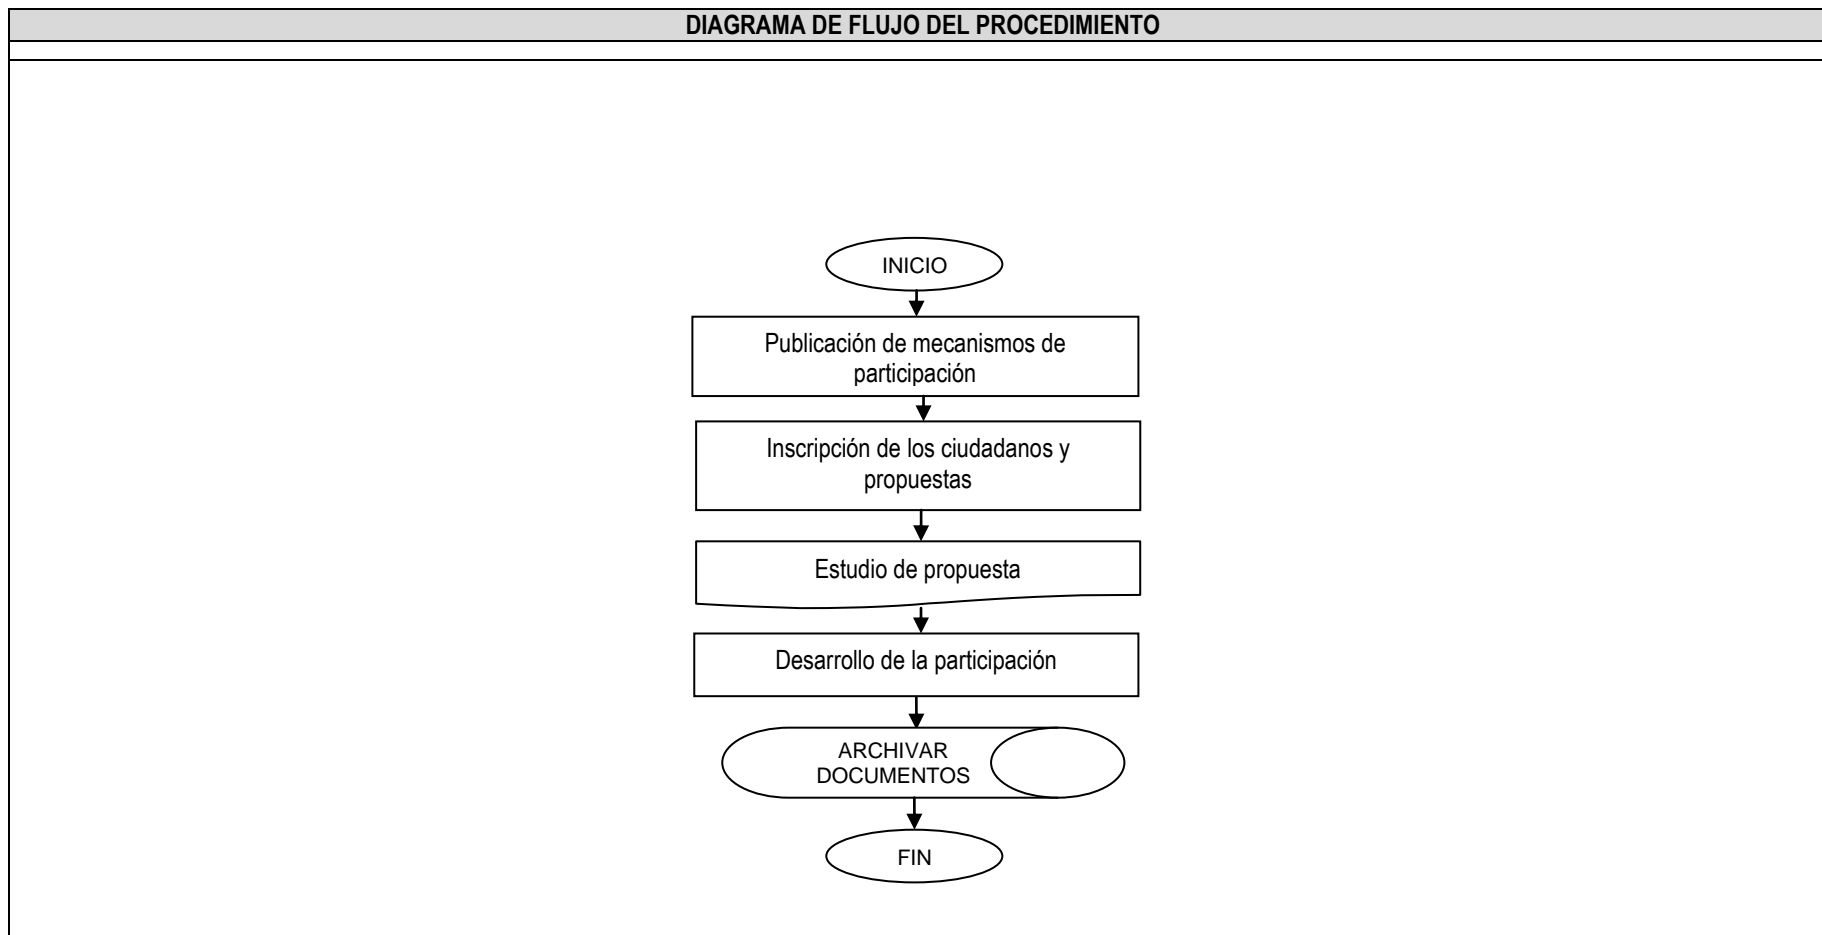 DIAGRAMA DE FLUJO DEL PROCEDIMIENTO
INICIO
Publicación de mecanismos de
participación
Inscripción de los ciudadanos y
propuestas
Estudio de propuesta
Desarrollo de la participación
ARCHIVAR
DOCUMENTOS
FIN